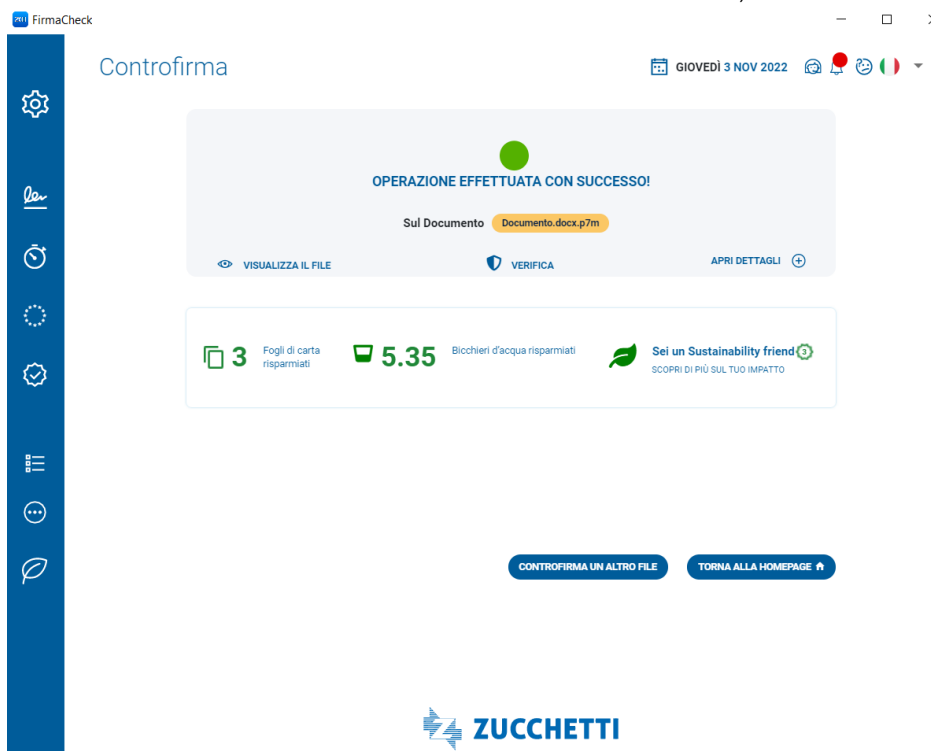 FirmaCheck
Controfirma
GIOVEDÌ 3 NOV 2022
OPERAZIONE EFFETTUATA CON SUCCESSO!
Sul Documento Documento.docx.p7m
VISUALIZZA IL FILE VERIFICA APRI DETTAGLI
3 Fogli di carta
risparmiati
5.35 Bicchieri d'acqua risparmiati
Sei un Sustainability friend 3
SCOPRI DI PIÙ SUL TUO IMPATTO
CONTROFIRMA UN ALTRO FILE TORNA ALLA HOMEPAGE
ZUCCHETTI